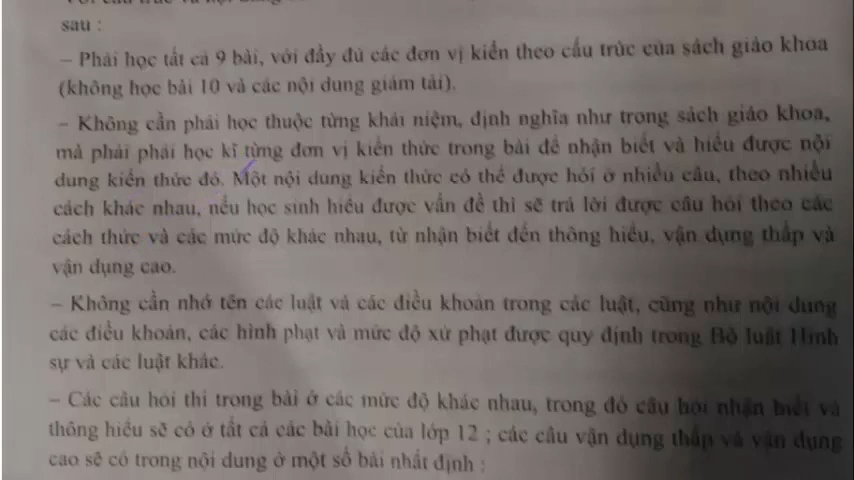 sau :
– Phải học tất cả 9 bài, với đầy đủ các đơn vị kiến theo cấu trúc của sách giáo khoa
(không học bài 10 và các nội dung giảm tải).
– Không cần phải học thuộc từng khái niệm, định nghĩa như trong sách giáo khoa,
mà phải phải học kĩ từng đơn vị kiến thức trong bài để nhận biết và hiểu được nội
dung kiến thức đó. Một nội dung kiến thức có thể được hỏi ở nhiều câu, theo nhiều
cách khác nhau, nếu học sinh hiểu được vấn đề thì sẽ trả lời được câu hỏi theo các
cách thức và các mức độ khác nhau, từ nhận biết đến thông hiểu, vận dụng thấp và
vận dụng cao.
– Không cần nhớ tên các luật và các điều khoản trong các luật, cũng như nội dung
các điều khoản, các hình phạt và mức độ xử phạt được quy định trong Bộ luật Hình
sự và các luật khác.
– Các câu hỏi thi trong bài ở các mức độ khác nhau, trong đó câu hỏi nhận biết và
thông hiểu sẽ có ở tất cả các bài học của lớp 12 ; các câu vận dụng thấp và vận dụng
cao sẽ có trong nội dung ở một số bài nhất định :